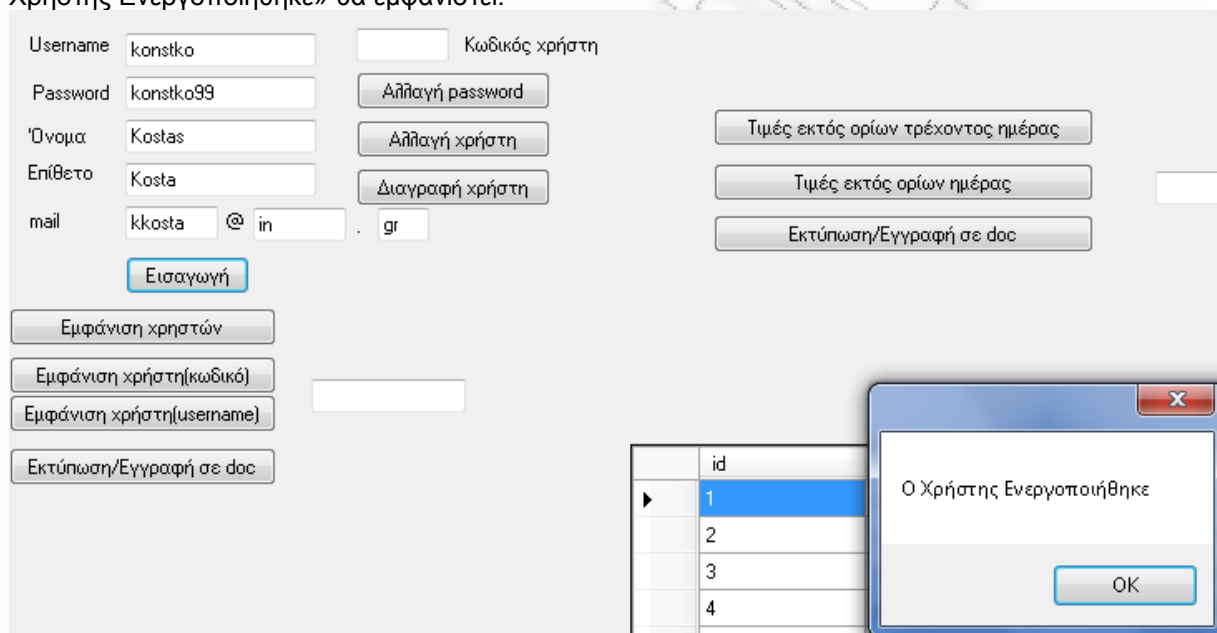 Χρήστης Ενεργοποιήθηκε» θα εμφανιστεί.
Username konstko Κωδικός χρήστη
Password konstko99 Αλλαγή password
Όνομα Kostas Αλλαγή χρήστη
Επίθετο Kosta Διαγραφή χρήστη
mail kkosta @ in . gr
Εισαγωγή
Τιμές εκτός ορίων τρέχοντος ημέρας
Τιμές εκτός ορίων ημέρας
Εκτύπωση/Εγγραφή σε doc
Εμφάνιση χρηστών
Εμφάνιση χρήστη(κωδικό)
Εμφάνιση χρήστη(username)
Εκτύπωση/Εγγραφή σε doc
id
1
2
3
4
Ο Χρήστης Ενεργοποιήθηκε
OK